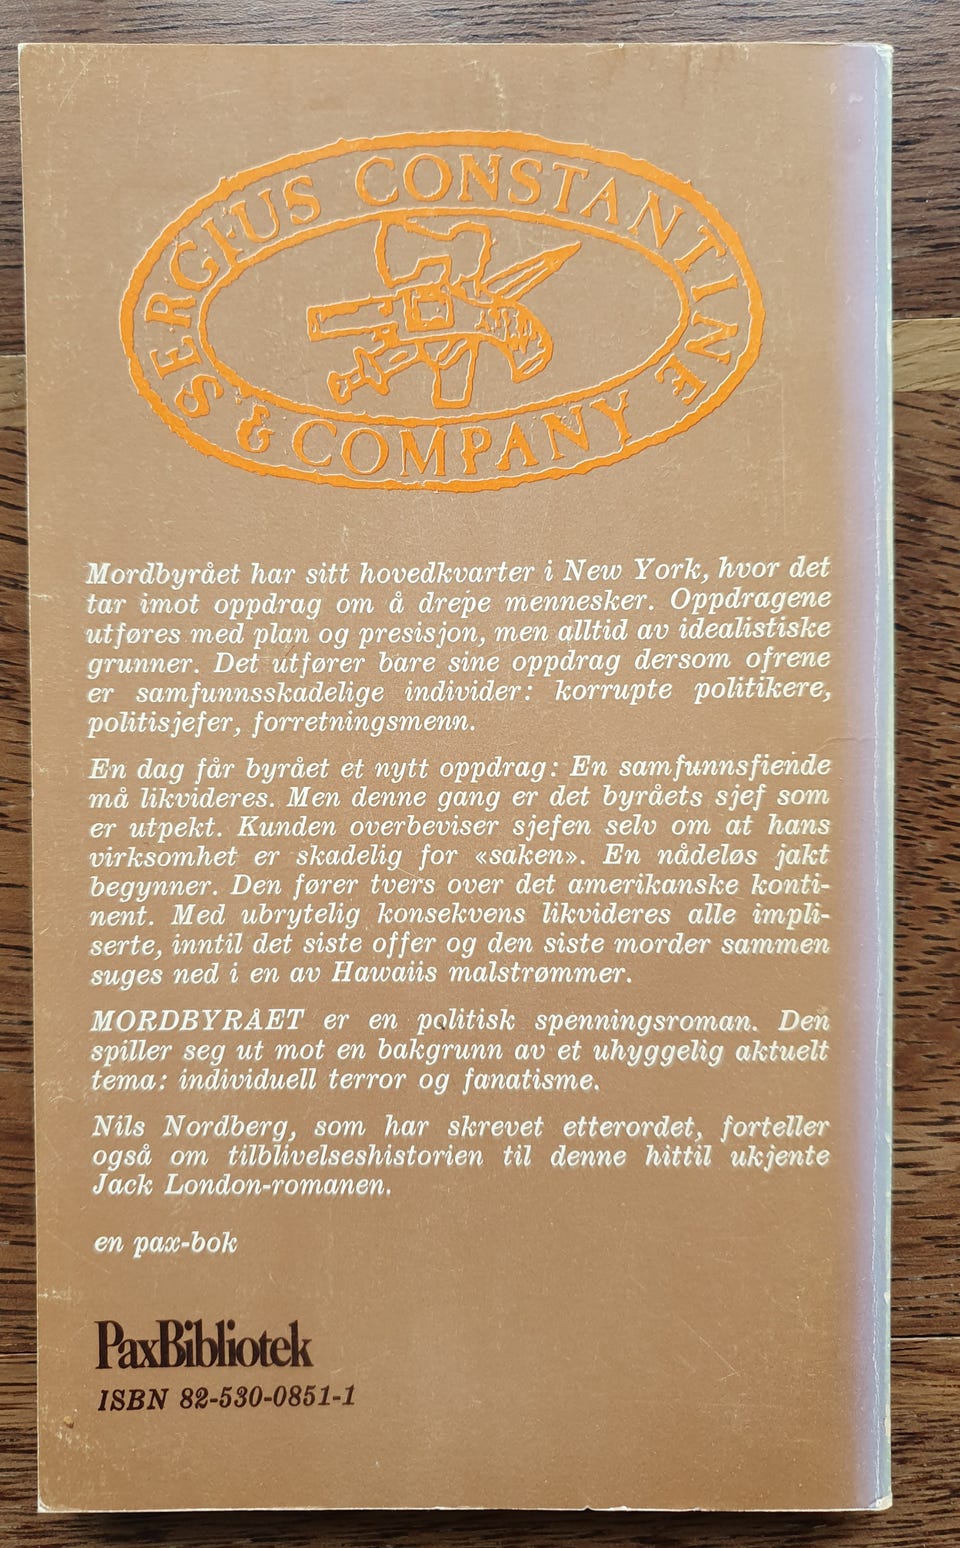 SERGIUS CONSTANTINE
& COMPANY
Mordbyrået har sitt hovedkvarter i New York, hvor det
tar imot oppdrag om å drepe mennesker. Oppdragene
utføres med plan og presisjon, men alltid av idealistiske
grunner. Det utfører bare sine oppdrag dersom ofrene
er samfunnsskadelige individer: korrupte politikere,
politisjefer, forretningsmenn.
En dag får byrået et nytt oppdrag: En samfunnsfiende
må likvideres. Men denne gang er det byråets sjef som
er utpekt. Kunden overbeviser sjefen selv om at hans
virksomhet er skadelig for «saken». En nådeløs jakt
begynner. Den fører tvers over det amerikanske konti-
nent. Med ubrytelig konsekvens likvideres alle impli-
serte, inntil det siste offer og den siste morder sammen
suges ned i en av Hawaiis malstrømmer.
MORDBYRÅET er en politisk spenningsroman. Den
spiller seg ut mot en bakgrunn av et uhyggelig aktuelt
tema: individuell terror og fanatisme.
Nils Nordberg, som har skrevet etterordet, forteller
også om tilblivelseshistorien til denne hittil ukjente
Jack London-romanen.
en pax-bok
PaxBibliotek
ISBN 82-530-0851-1